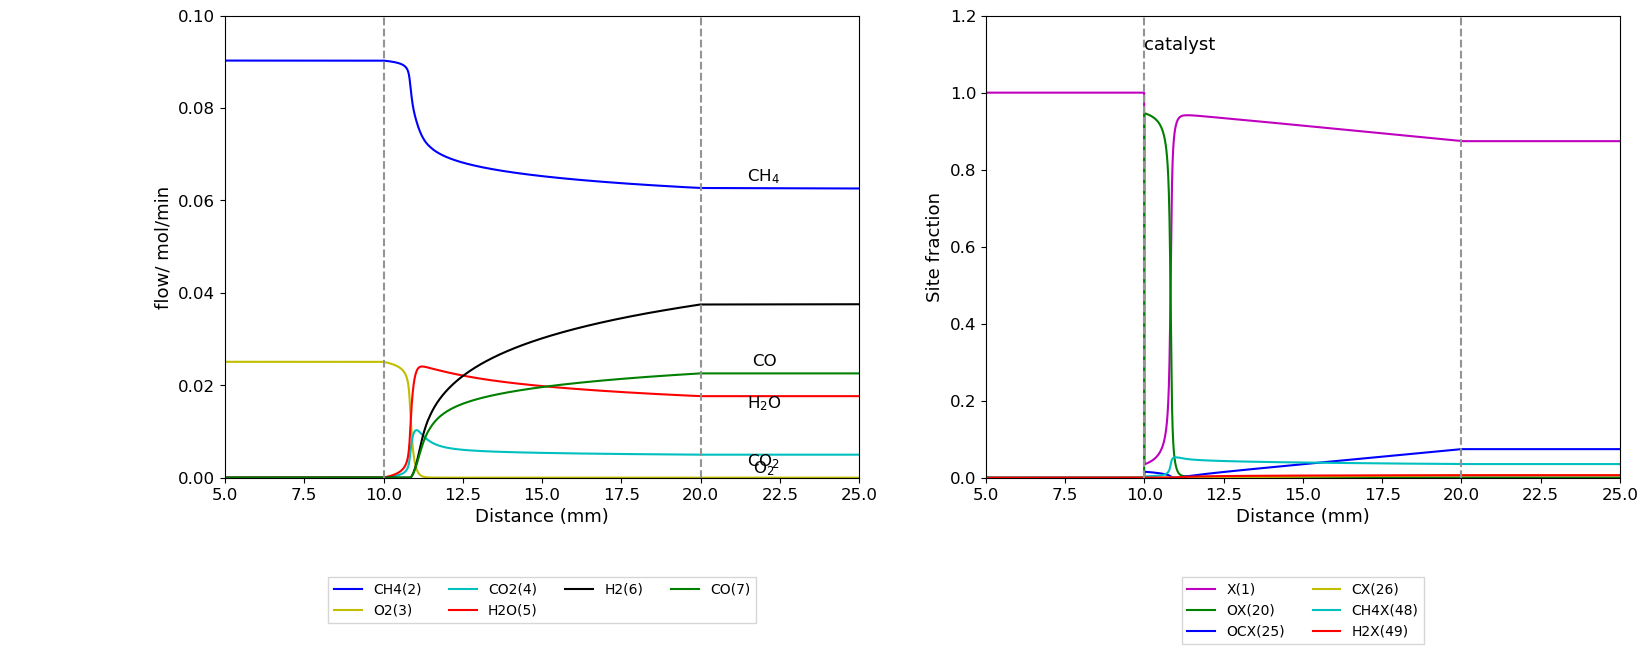 0.10
0.08
0.06
0.04
0.02
0.00
flow/ mol/min
CH₄
CO
H₂O
CO₂
O₂
5.0 7.5 10.0 12.5 15.0 17.5 20.0 22.5 25.0
Distance (mm)
CH4(2) CO2(4) H2(6) CO(7)
O2(3) H2O(5)
1.2
1.0
0.8
0.6
0.4
0.2
0.0
Site fraction
catalyst
5.0 7.5 10.0 12.5 15.0 17.5 20.0 22.5 25.0
Distance (mm)
X(1) CX(26)
OX(20) CH4X(48)
OCX(25) H2X(49)